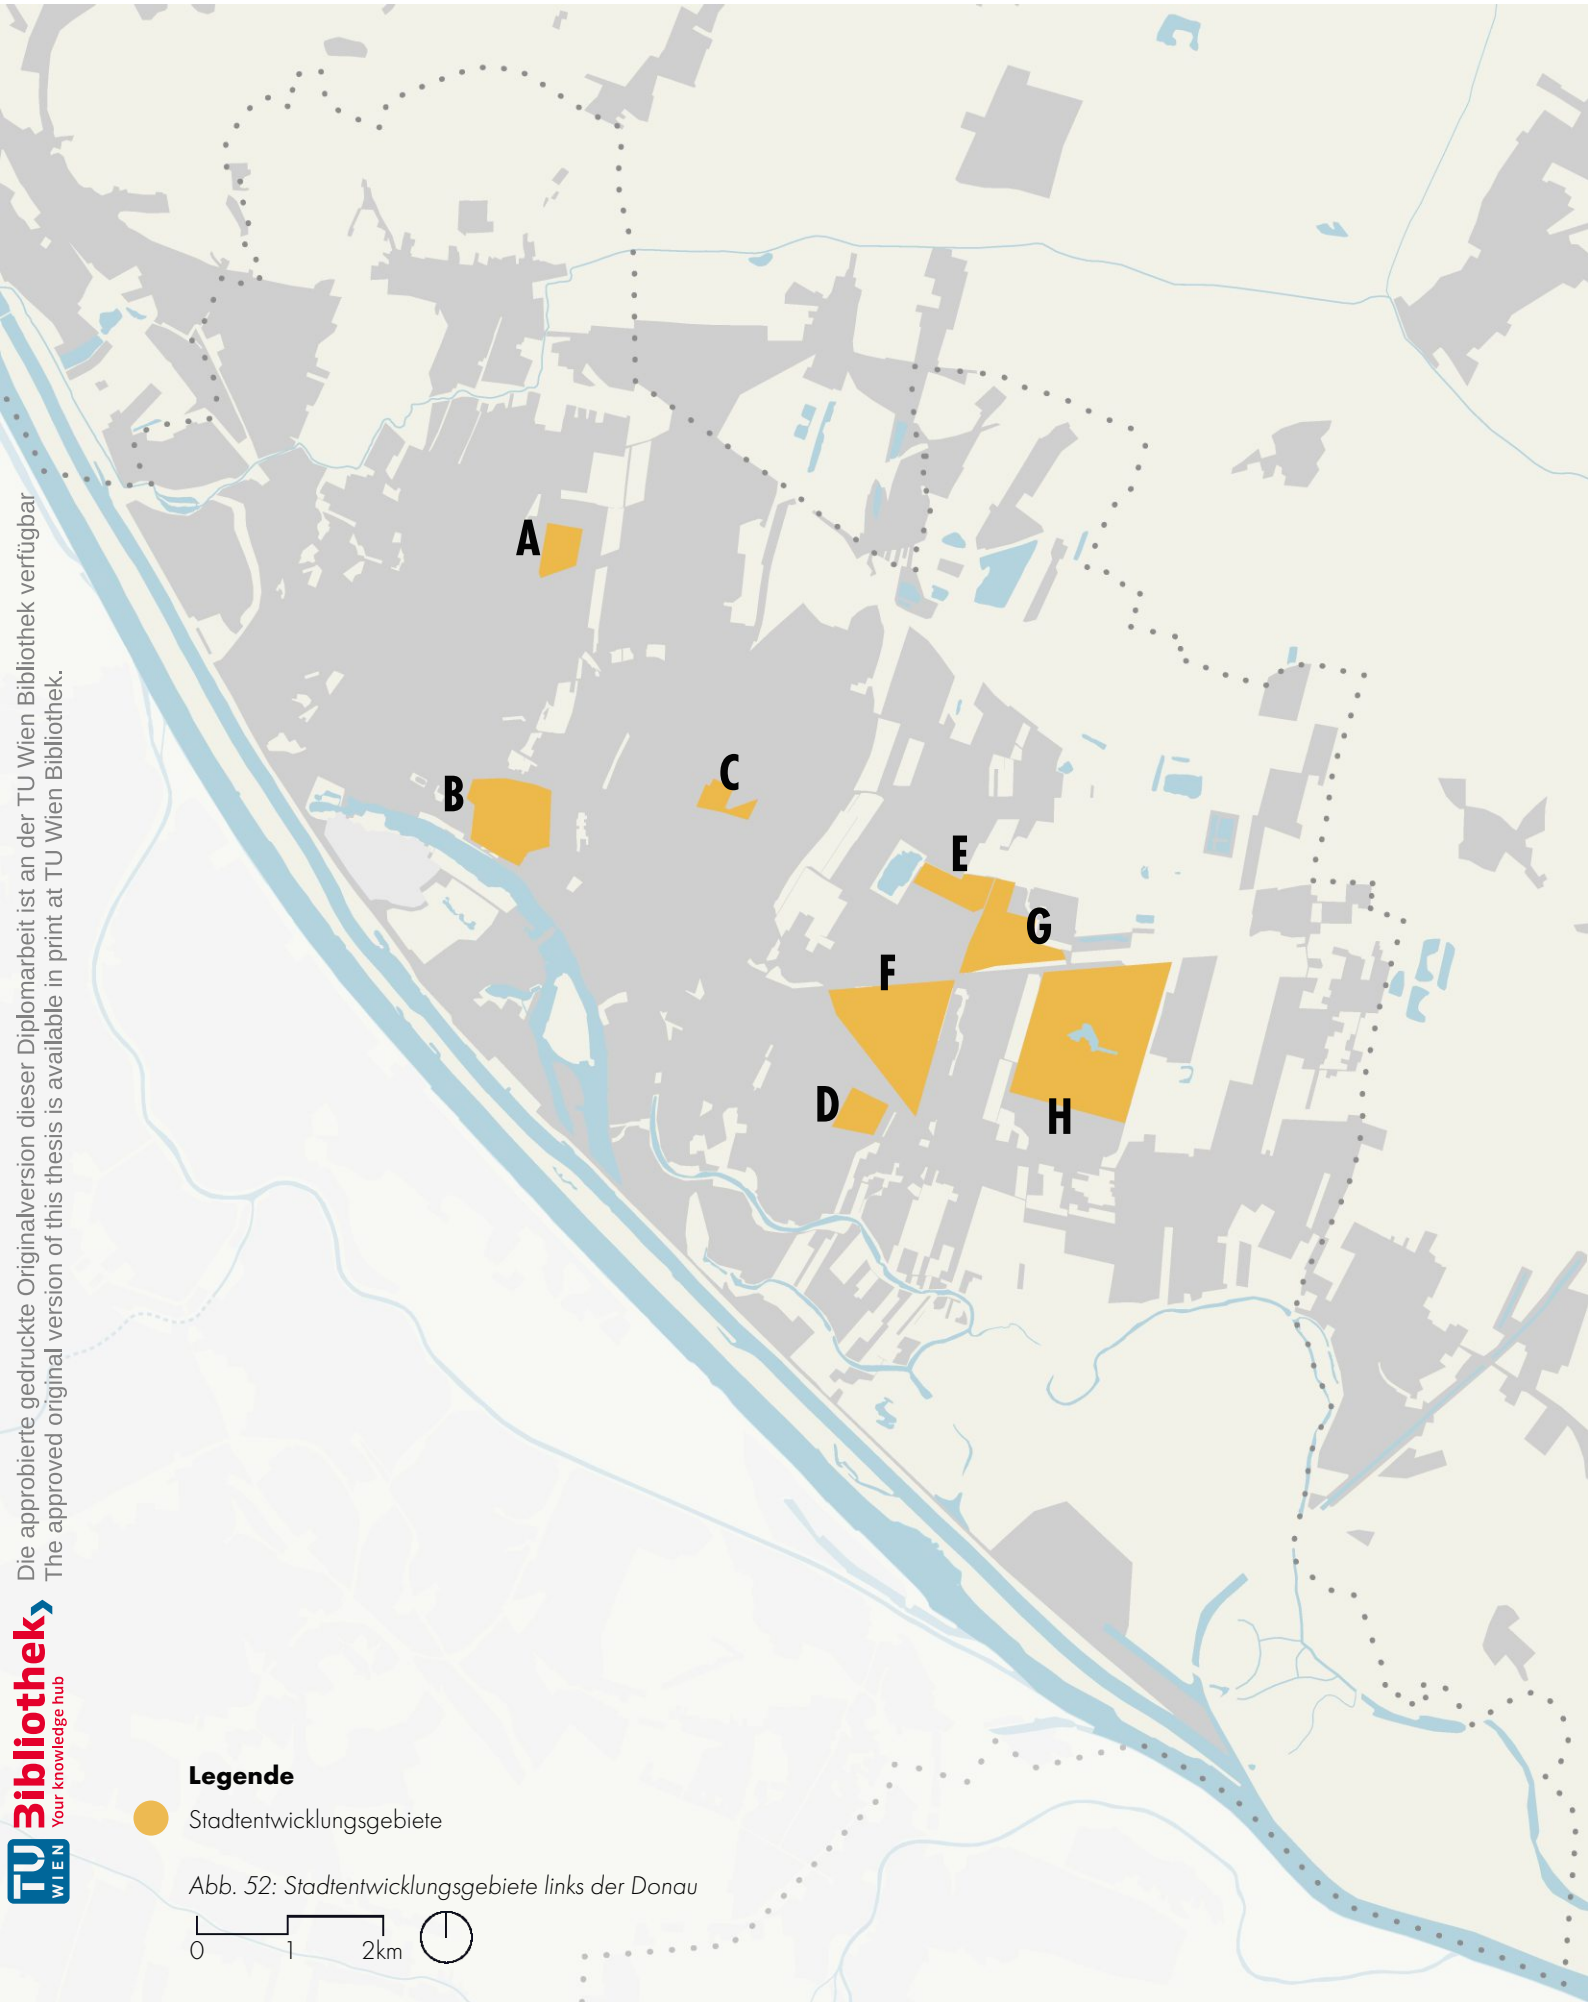 A
B
C
E
G
F
D
H
Die approbierte gedruckte Originalversion dieser Diplomarbeit ist an der TU Wien Bibliothek verfügbar
The approved original version of this thesis is available in print at TU Wien Bibliothek.
Bibliothek
Your knowledge hub
TU
WIEN
Legende
Stadtentwicklungsgebiete
Abb. 52: Stadtentwicklungsgebiete links der Donau
0 1 2km